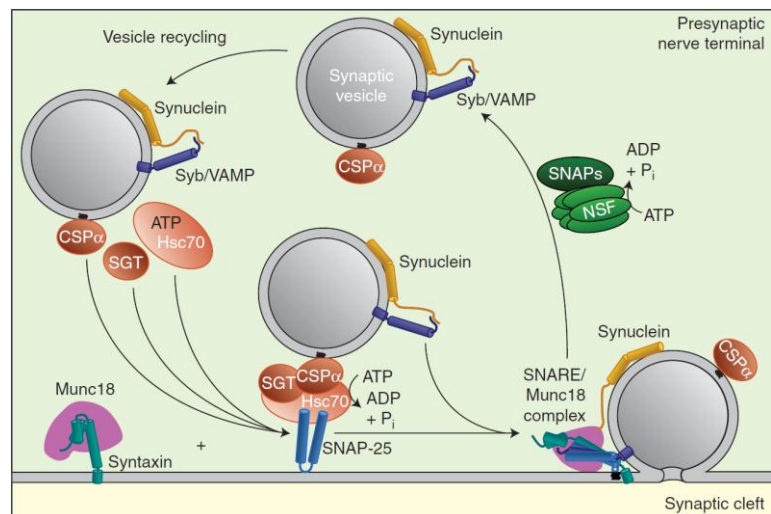 Vesicle recycling
Synuclein
Presynaptic
nerve terminal
Synaptic
vesicle
Syb/VAMP
CSPα
Synuclein
Syb/VAMP
CSPα
SGT
ATP
Hsc70
SNAPs
NSF
ADP
+ Pi
ATP
Synuclein
SGT
CSPα
Hsc70
ATP
ADP
+ Pi
SNAP-25
Munc18
Syntaxin
+
Synuclein
CSPα
SNARE/
Munc18
complex
Synaptic cleft